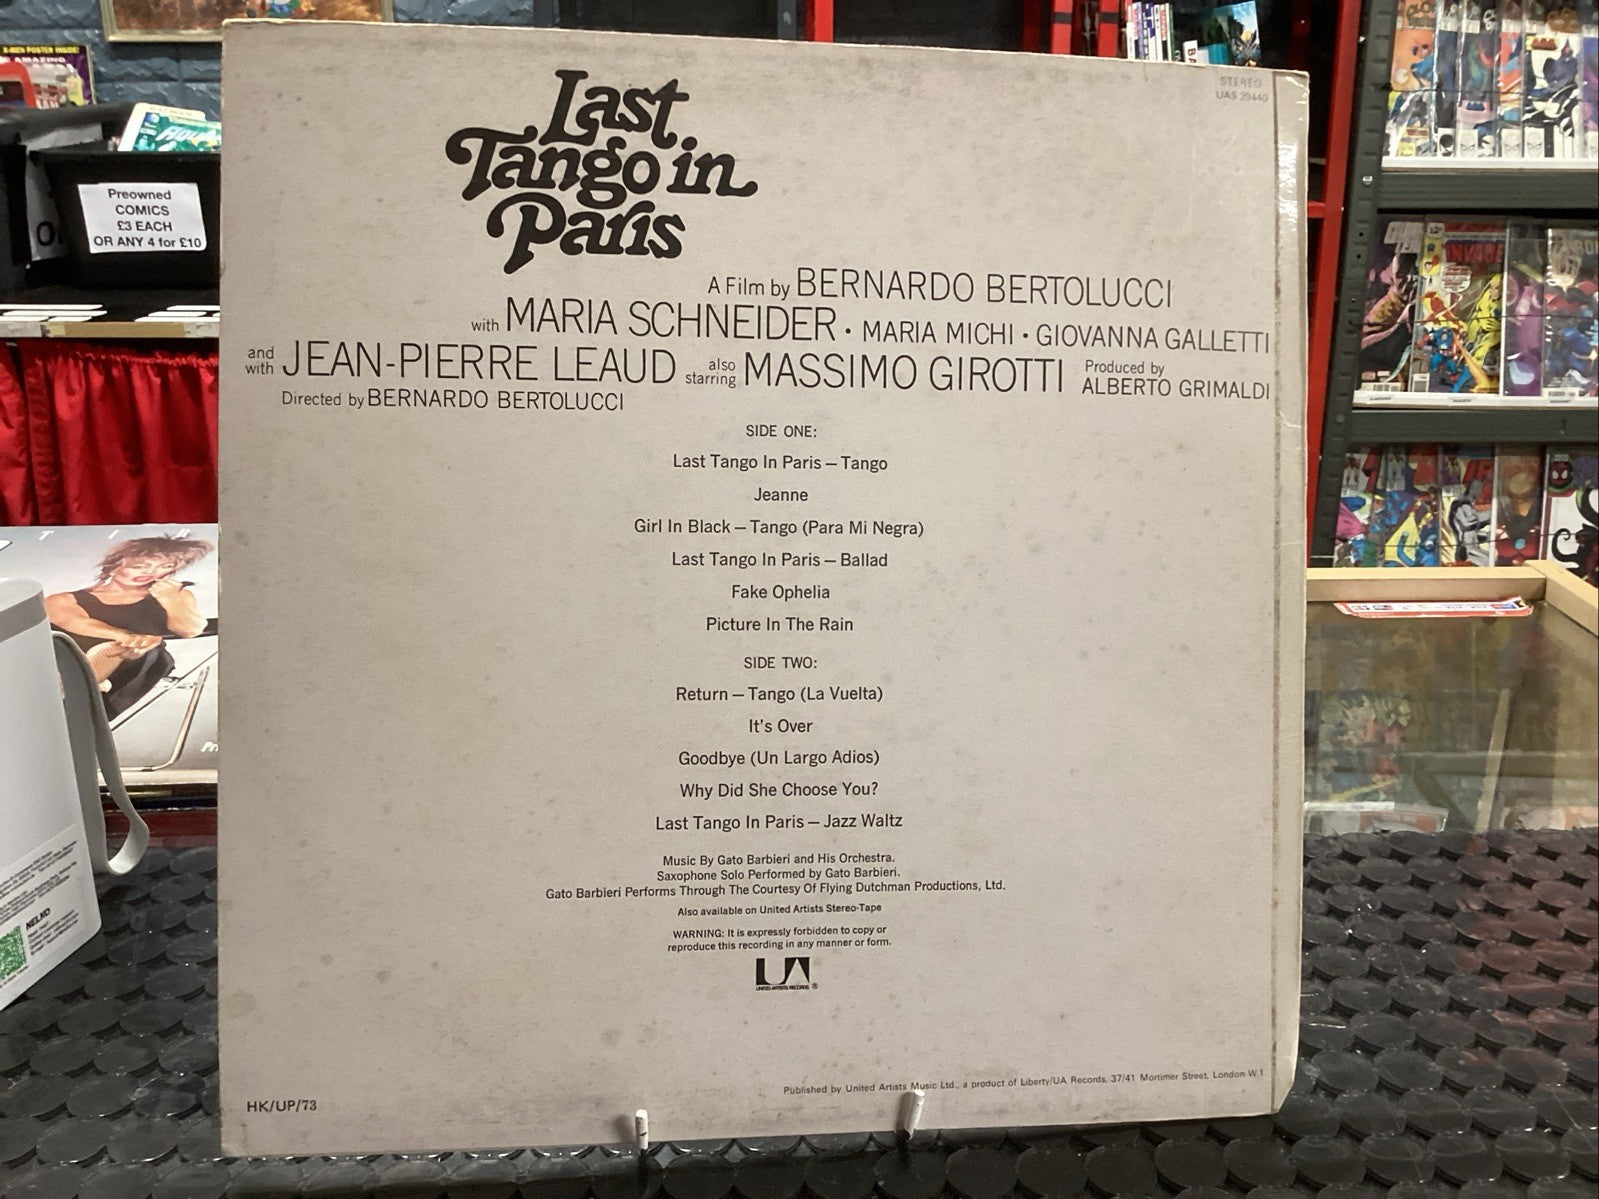 STEREO
UAS 29440
Last
Tango in
Paris
A Film by BERNARDO BERTOLUCCI
with MARIA SCHNEIDER • MARIA MICHI • GIOVANNA GALLETTI
and with JEAN-PIERRE LEAUD also starring MASSIMO GIROTTI Produced by ALBERTO GRIMALDI
Directed by BERNARDO BERTOLUCCI
SIDE ONE:
Last Tango In Paris – Tango
Jeanne
Girl In Black – Tango (Para Mi Negra)
Last Tango In Paris – Ballad
Fake Ophelia
Picture In The Rain
SIDE TWO:
Return – Tango (La Vuelta)
It's Over
Goodbye (Un Largo Adios)
Why Did She Choose You?
Last Tango In Paris – Jazz Waltz
Music By Gato Barbieri and His Orchestra.
Saxophone Solo Performed by Gato Barbieri.
Gato Barbieri Performs Through The Courtesy Of Flying Dutchman Productions, Ltd.
Also available on United Artists Stereo-Tape
WARNING: It is expressly forbidden to copy or
reproduce this recording in any manner or form.
UA
UNITED ARTISTS RECORDS ®
Published by United Artists Music Ltd., a product of Liberty/UA Records, 37/41 Mortimer Street, London W.1.
HK/UP/73
X-MEN POSTER INSIDE!
AMAZING
Preowned
COMICS
£3 EACH
OR ANY 4 for £10
NELKO